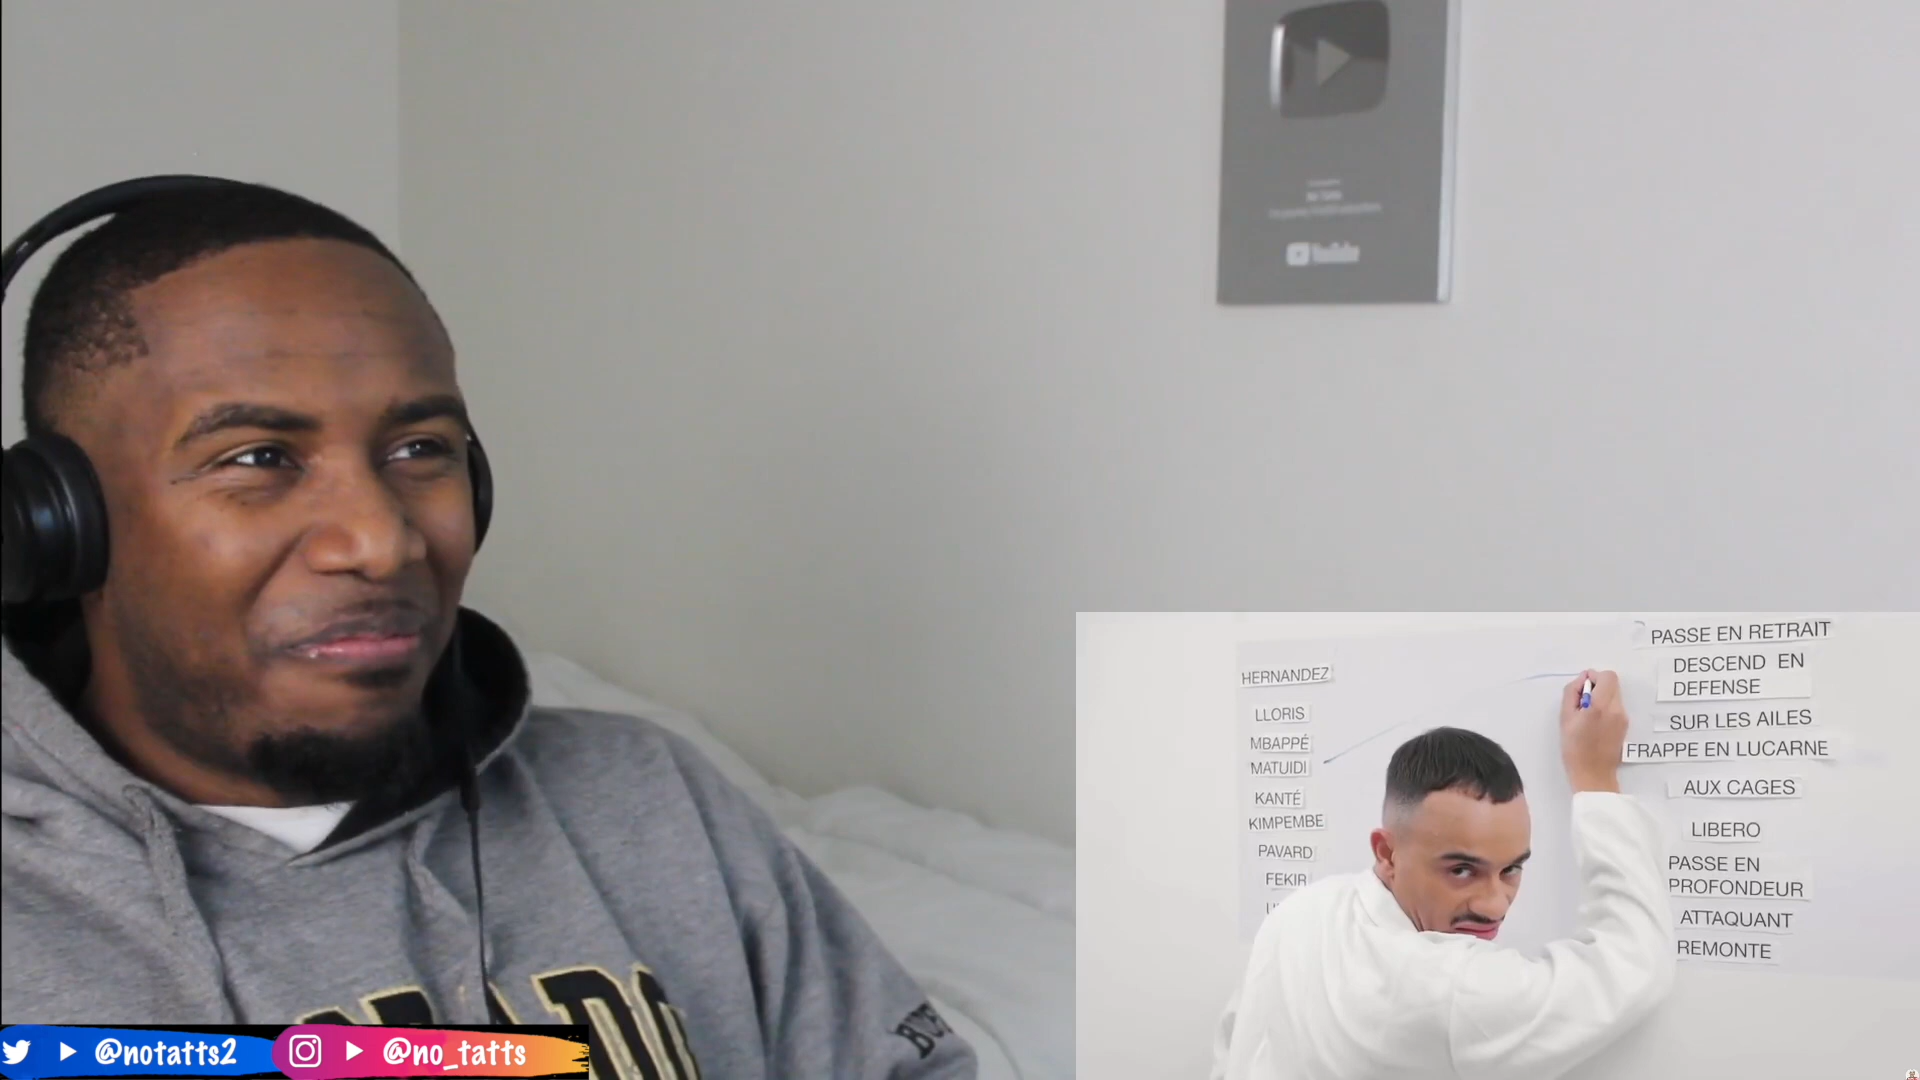 YouTube
PASSE EN RETRAIT
HERNANDEZ
DESCEND EN
DEFENSE
LLORIS
SUR LES AILES
MBAPPÉ
FRAPPE EN LUCARNE
MATUIDI
AUX CAGES
KANTÉ
KIMPEMBE
LIBERO
PAVARD
PASSE EN
PROFONDEUR
FEKIR
ATTAQUANT
REMONTE
@notatts2
@no_tatts